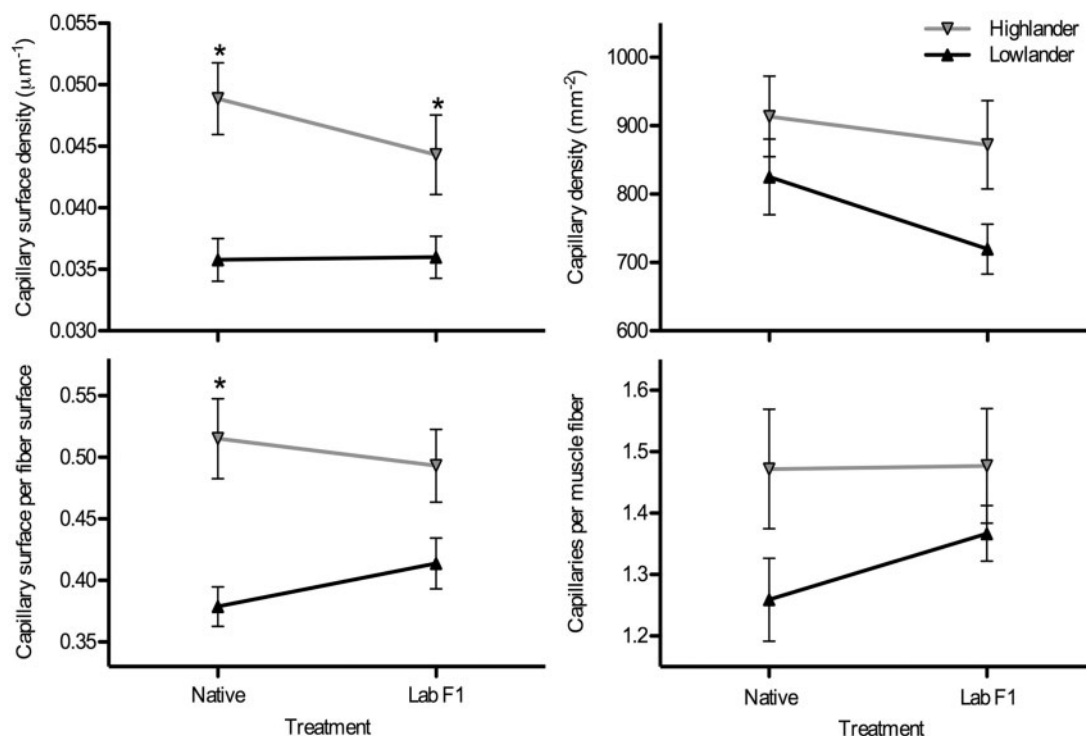 Capillary surface density (μm⁻¹)
0.055
0.050
0.045
0.040
0.035
0.030
*
*
Capillary density (mm⁻²)
1000
900
800
700
600
Highlander
Lowlander
Capillary surface per fiber surface
0.55
0.50
0.45
0.40
0.35
*
Native
Lab F1
Treatment
Capillaries per muscle fiber
1.6
1.5
1.4
1.3
1.2
Native
Lab F1
Treatment